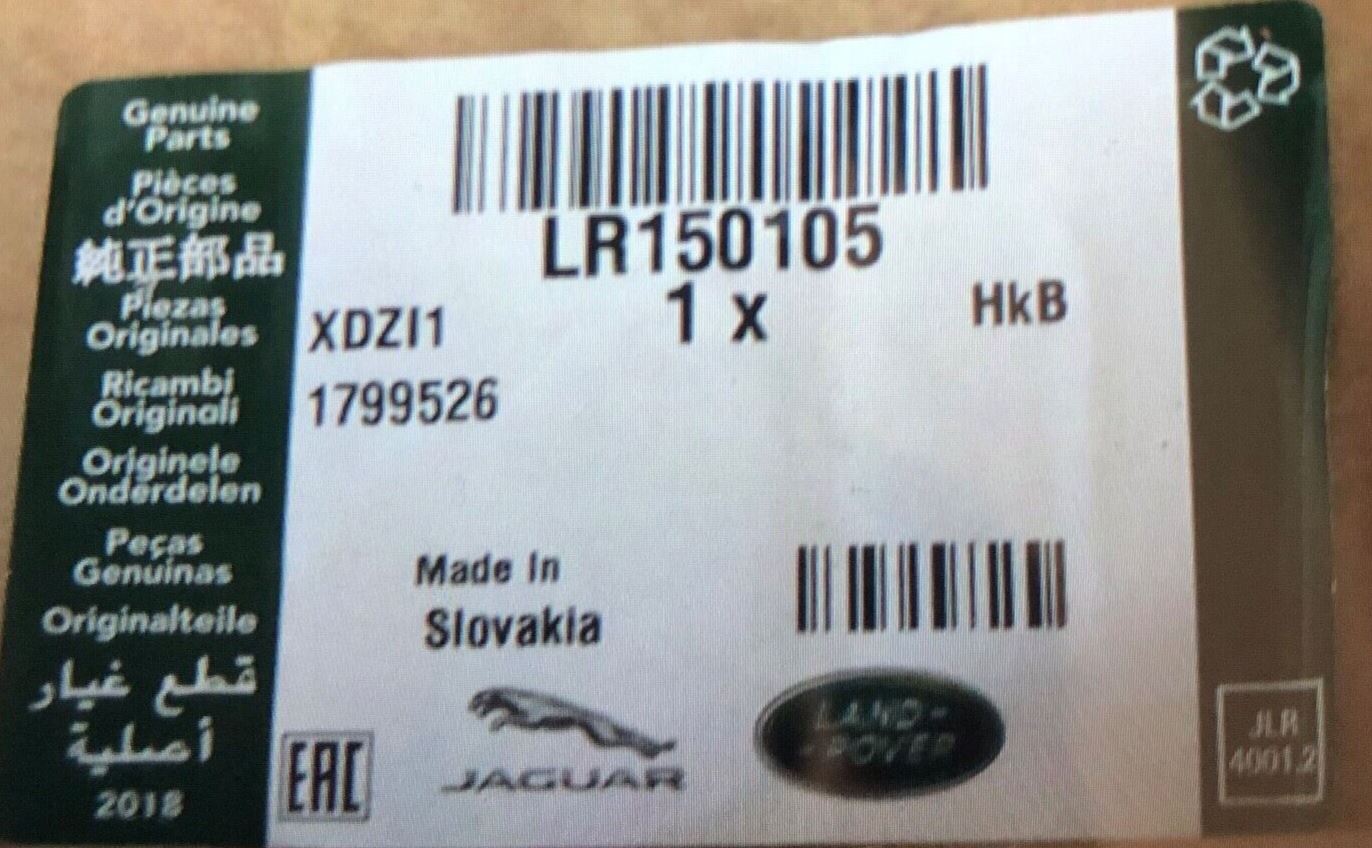 Genuine
Parts
Pièces
d'Origine
純正部品
Piezas
Originales
Ricambi
Originali
Originele
Onderdelen
Peças
Genuínas
Originalteile
قطع غيار
أصلية
2018
LR150105
XDZI1
1 x
HkB
1799526
Made In
Slovakia
EAC
JAGUAR
LAND-
-ROVER
JLR
4001.2